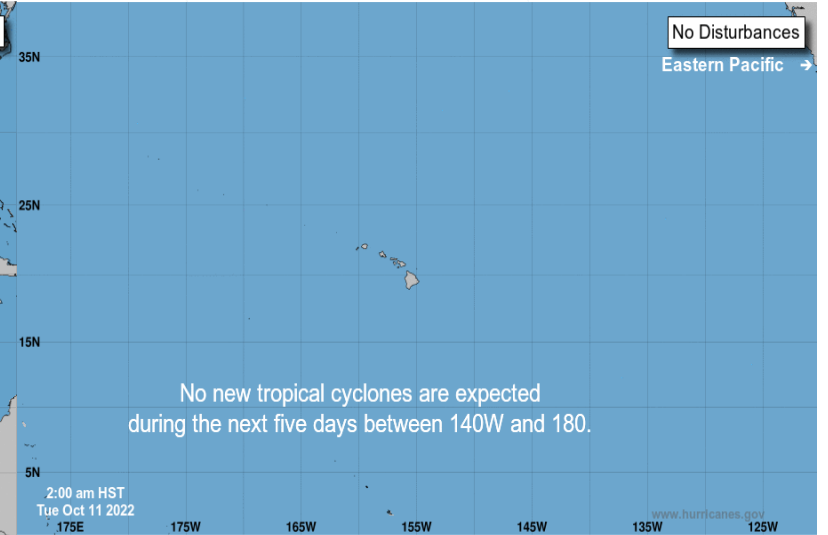 No Disturbances
Eastern Pacific →
35N
25N
15N
No new tropical cyclones are expected
during the next five days between 140W and 180.
5N
2:00 am HST
Tue Oct 11 2022
www.hurricanes.gov
175E 175W 165W 155W 145W 135W 125W